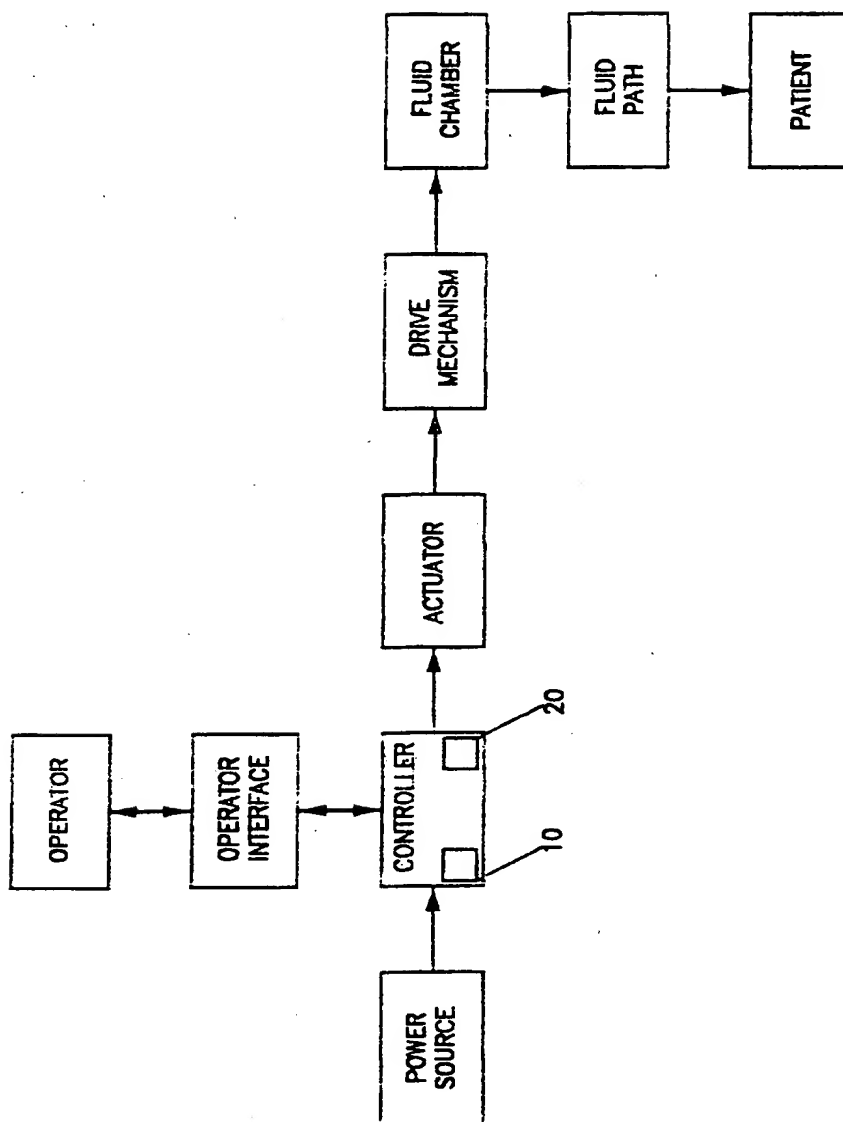 OPERATOR
OPERATOR
INTERFACE
POWER
SOURCE
CONTROLLER
10
20
ACTUATOR
DRIVE
MECHANISM
FLUID
CHAMBER
FLUID
PATH
PATIENT